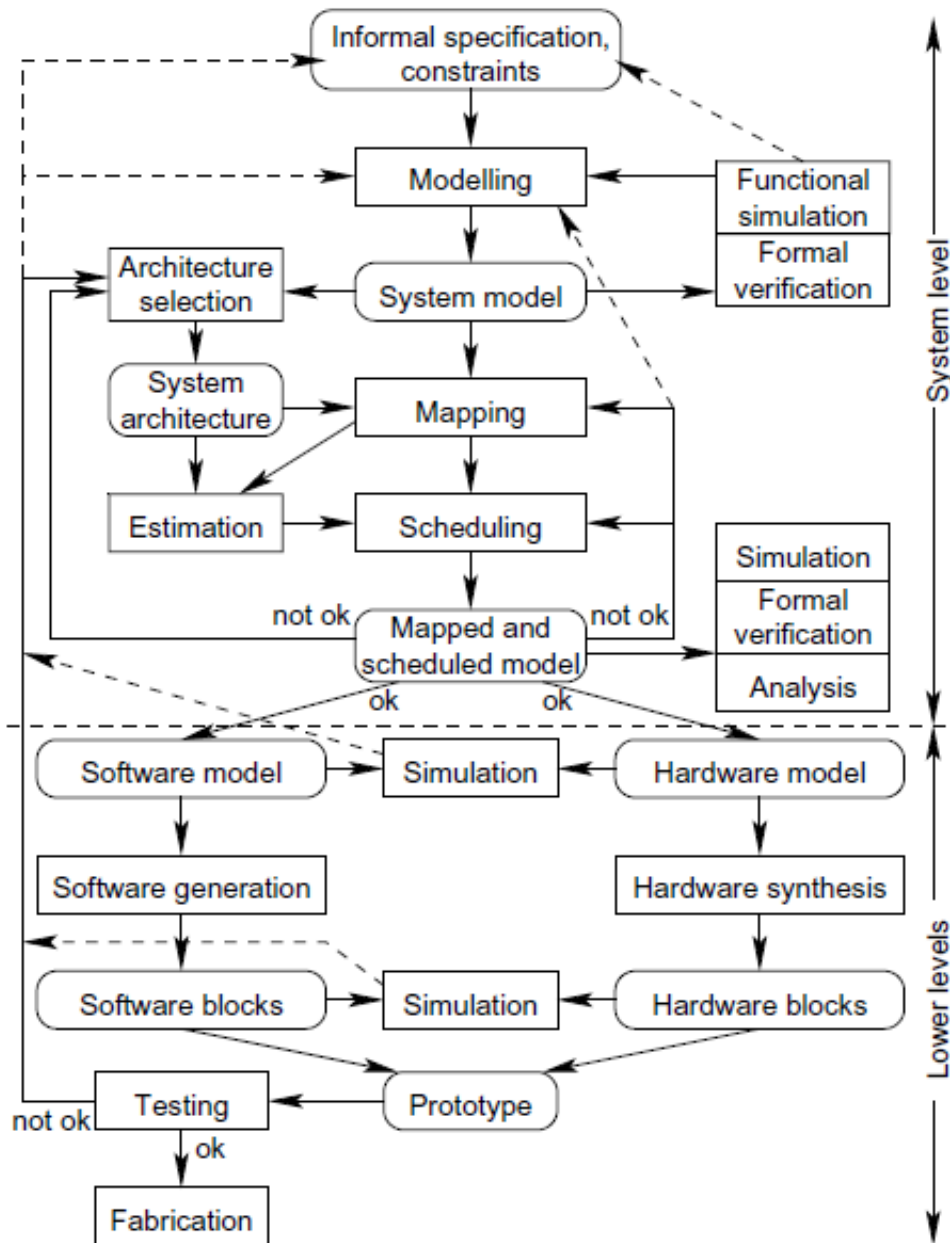 Informal specification,
constraints
Modelling
Functional
simulation
Formal
verification
Architecture
selection
System model
System level
System
architecture
Mapping
Estimation
Scheduling
Simulation
Formal
verification
Analysis
not ok
Mapped and
scheduled model
not ok
ok
ok
Software model
Simulation
Hardware model
Software generation
Hardware synthesis
Lower levels
Software blocks
Simulation
Hardware blocks
Testing
Prototype
not ok
ok
Fabrication